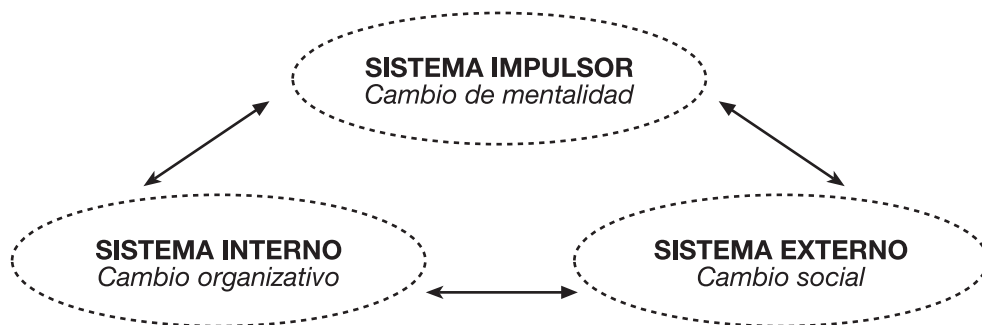 SISTEMA IMPULSOR
Cambio de mentalidad
SISTEMA INTERNO
Cambio organizativo
SISTEMA EXTERNO
Cambio social